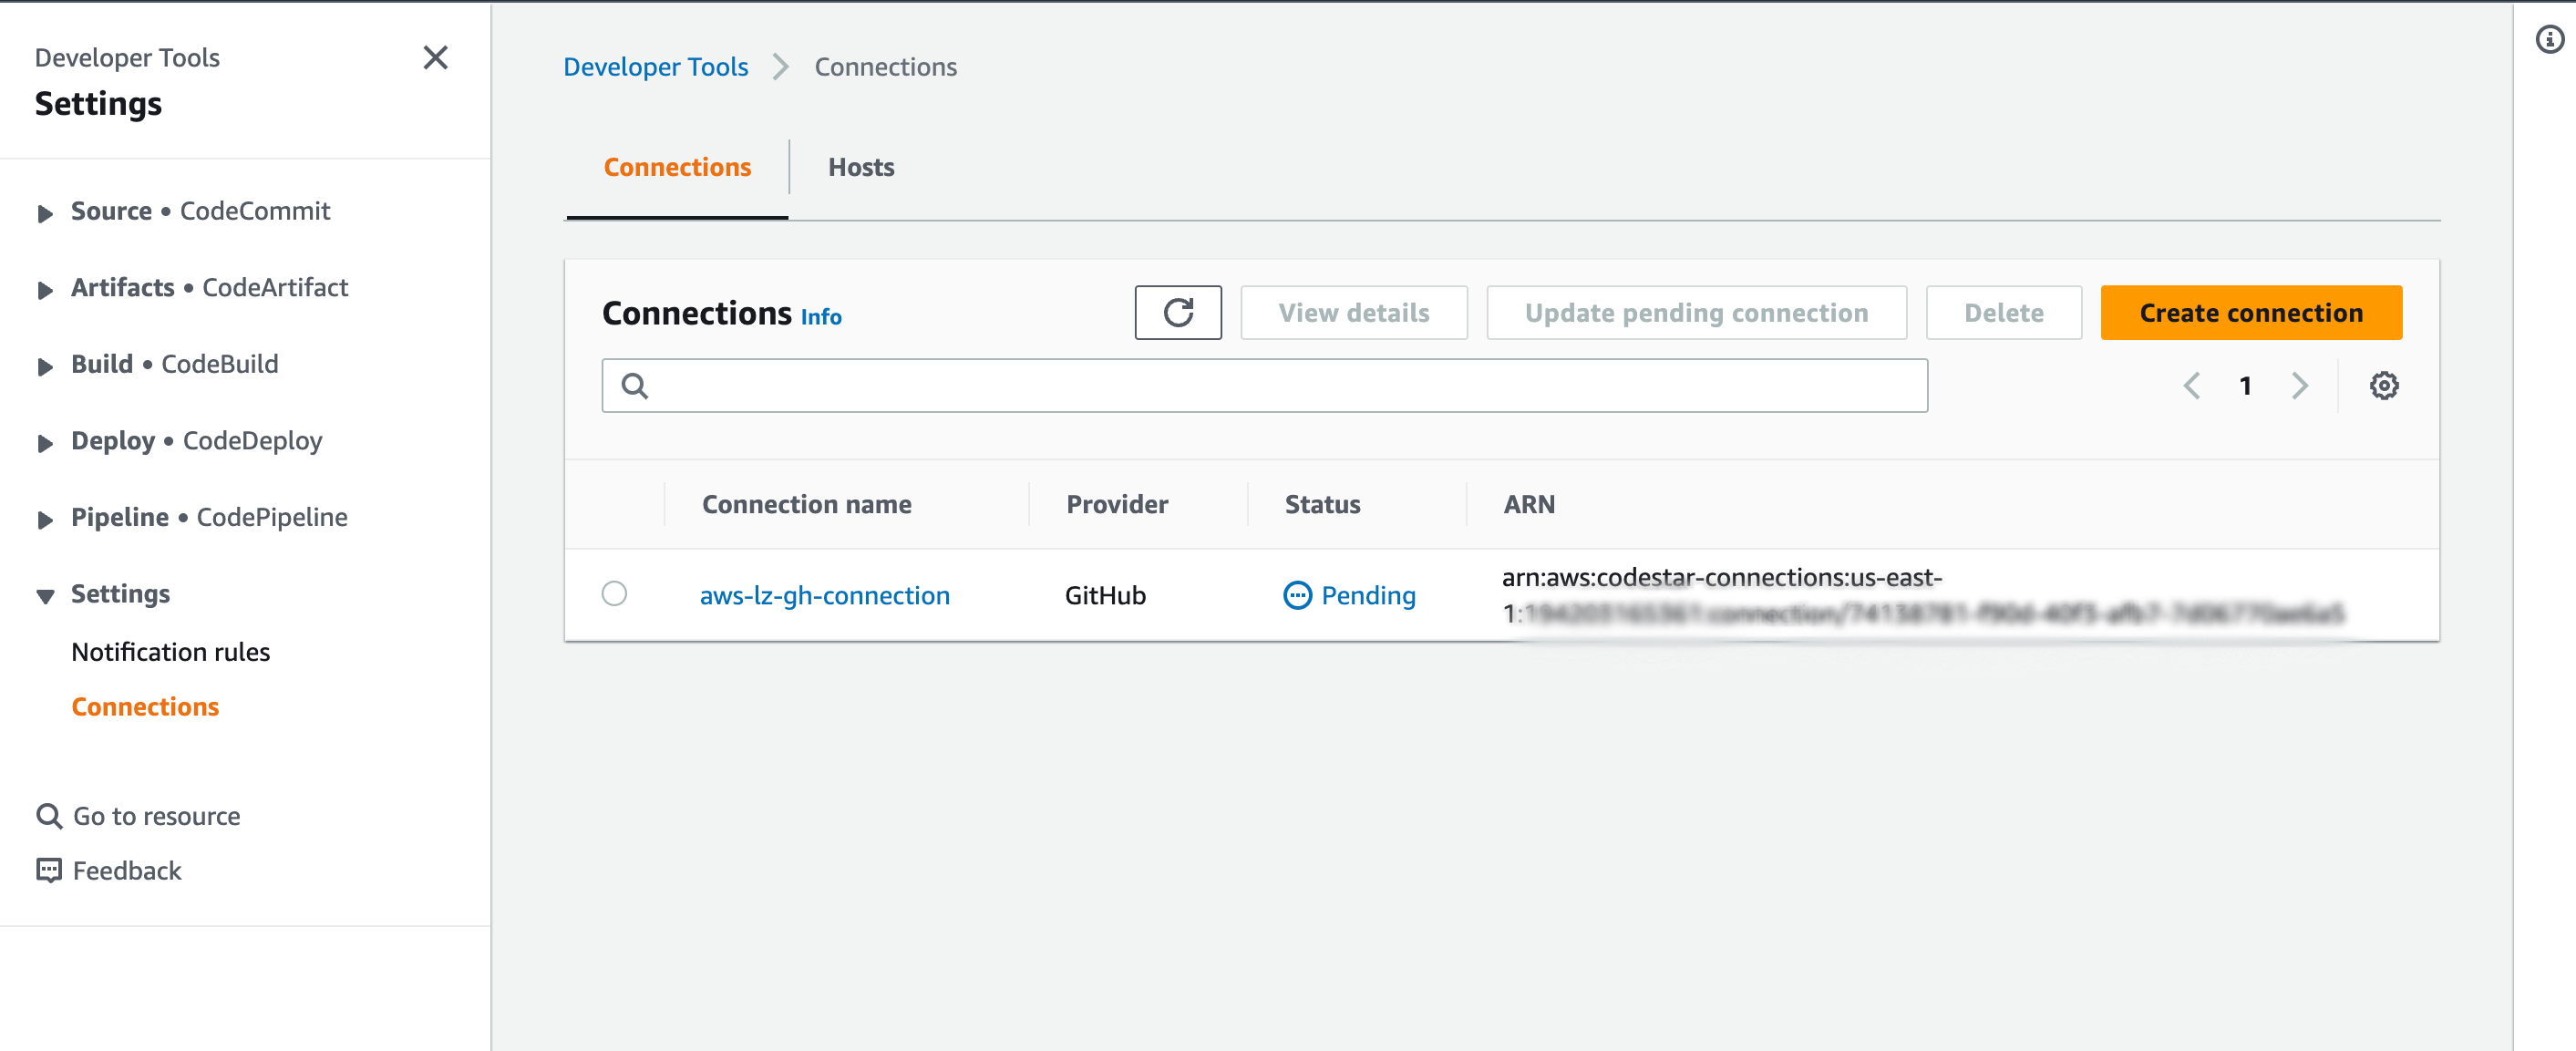 Developer Tools
Settings
Source • CodeCommit
Artifacts • CodeArtifact
Build • CodeBuild
Deploy • CodeDeploy
Pipeline • CodePipeline
Settings
Notification rules
Connections
Go to resource
Feedback
Developer Tools > Connections
Connections
Hosts
Connections Info
View details
Update pending connection
Delete
Create connection
1
Connection name
Provider
Status
ARN
aws-lz-gh-connection
GitHub
Pending
arn:aws:codestar-connections:us-east-
1: